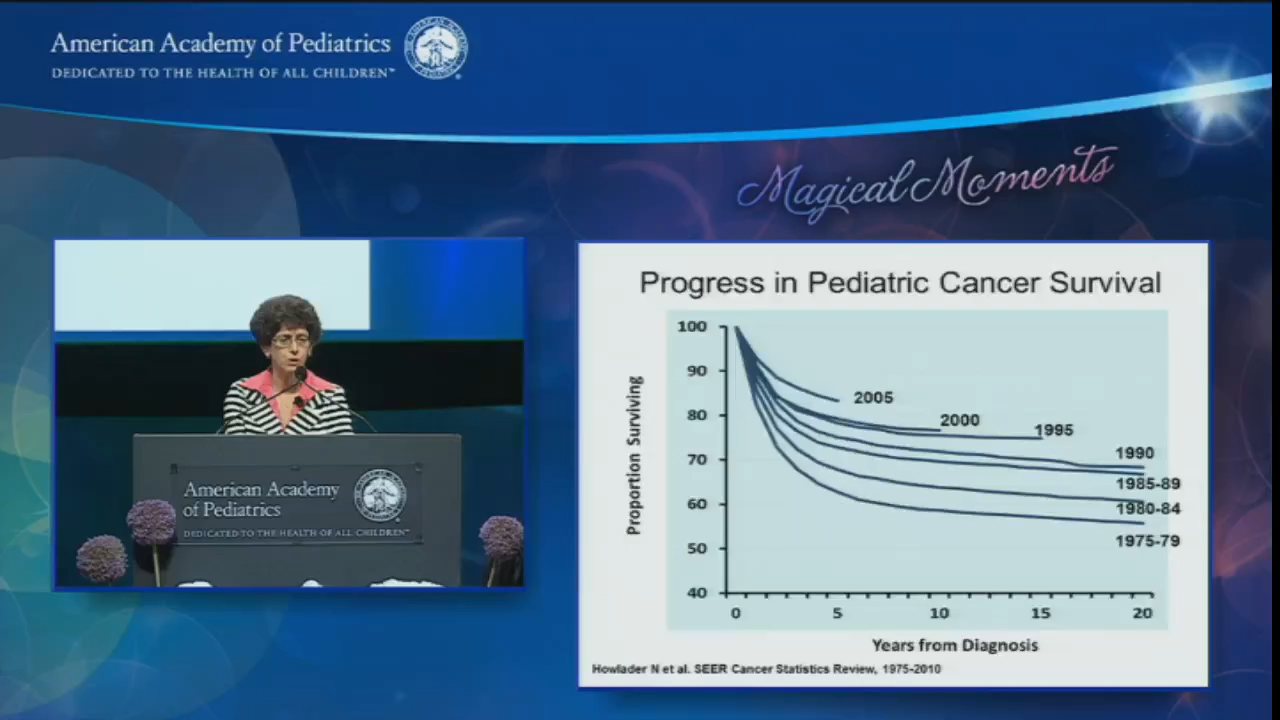 American Academy of Pediatrics
DEDICATED TO THE HEALTH OF ALL CHILDREN™
Magical Moments
American Academy
of Pediatrics
DEDICATED TO THE HEALTH OF ALL CHILDREN™
Progress in Pediatric Cancer Survival
Proportion Surviving
100
90
80
70
60
50
40
2005
2000
1995
1990
1985-89
1980-84
1975-79
0 5 10 15 20
Years from Diagnosis
Howlader N et al. SEER Cancer Statistics Review, 1975-2010